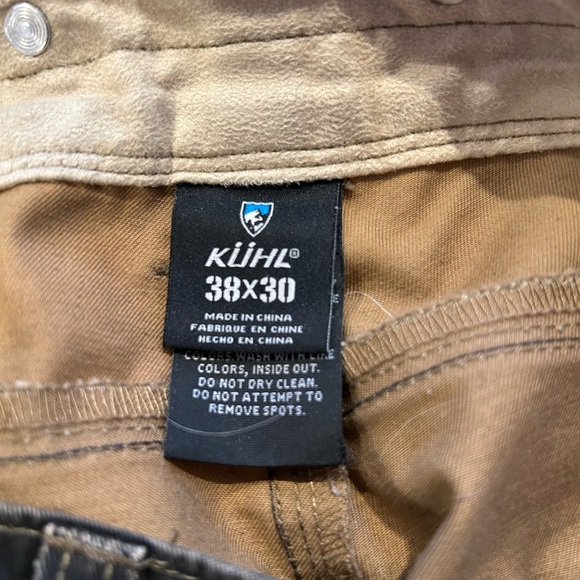 KÜHL®
38X30
MADE IN CHINA
FABRIQUE EN CHINE
HECHO EN CHINA
COLORS. WASH WITH LIKE
COLORS, INSIDE OUT.
DO NOT DRY CLEAN.
DO NOT ATTEMPT TO
REMOVE SPOTS.